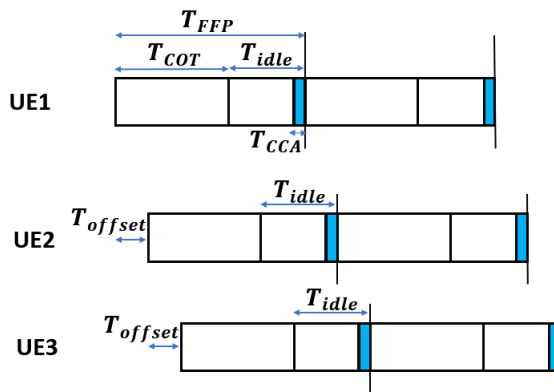 T_FFP
T_COT T_idle
UE1
T_CCA
T_idle
T_offset
UE2
T_idle
T_offset
UE3